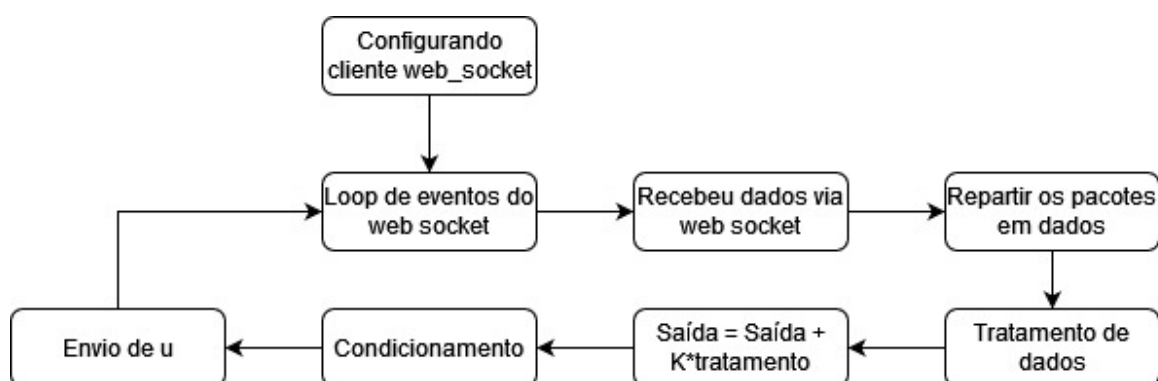 Configurando
cliente web_socket
Loop de eventos do
web socket
Recebeu dados via
web socket
Repartir os pacotes
em dados
Tratamento de
dados
Saída = Saída +
K*tratamento
Condicionamento
Envio de u